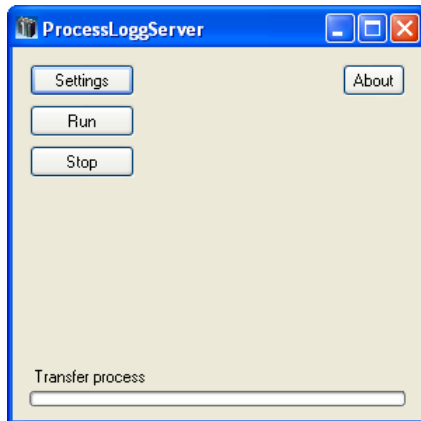 ProcessLoggServer
Settings
About
Run
Stop
Transfer process